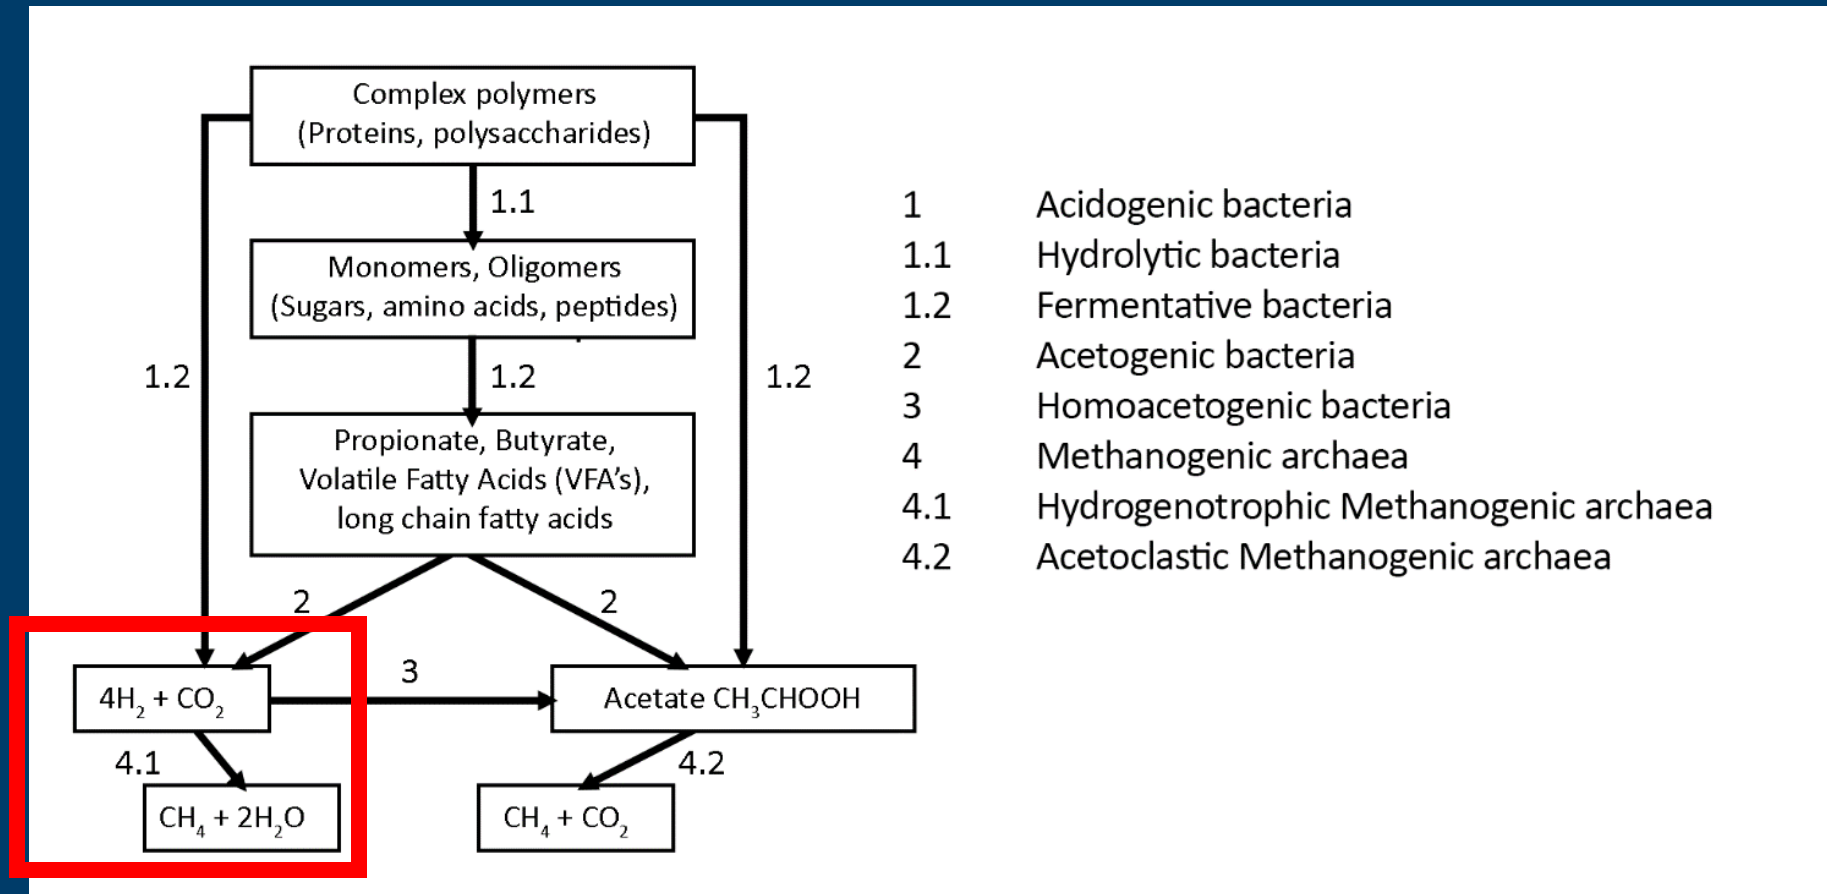 Complex polymers
(Proteins, polysaccharides)
1.1
Monomers, Oligomers
(Sugars, amino acids, peptides)
1.2
1.2
1.2
Propionate, Butyrate,
Volatile Fatty Acids (VFA's),
long chain fatty acids
2
2
3
4H₂ + CO₂
Acetate CH₃CHOOH
4.1
4.2
CH₄ + 2H₂O
CH₄ + CO₂
1 Acidogenic bacteria
1.1 Hydrolytic bacteria
1.2 Fermentative bacteria
2 Acetogenic bacteria
3 Homoacetogenic bacteria
4 Methanogenic archaea
4.1 Hydrogenotrophic Methanogenic archaea
4.2 Acetoclastic Methanogenic archaea